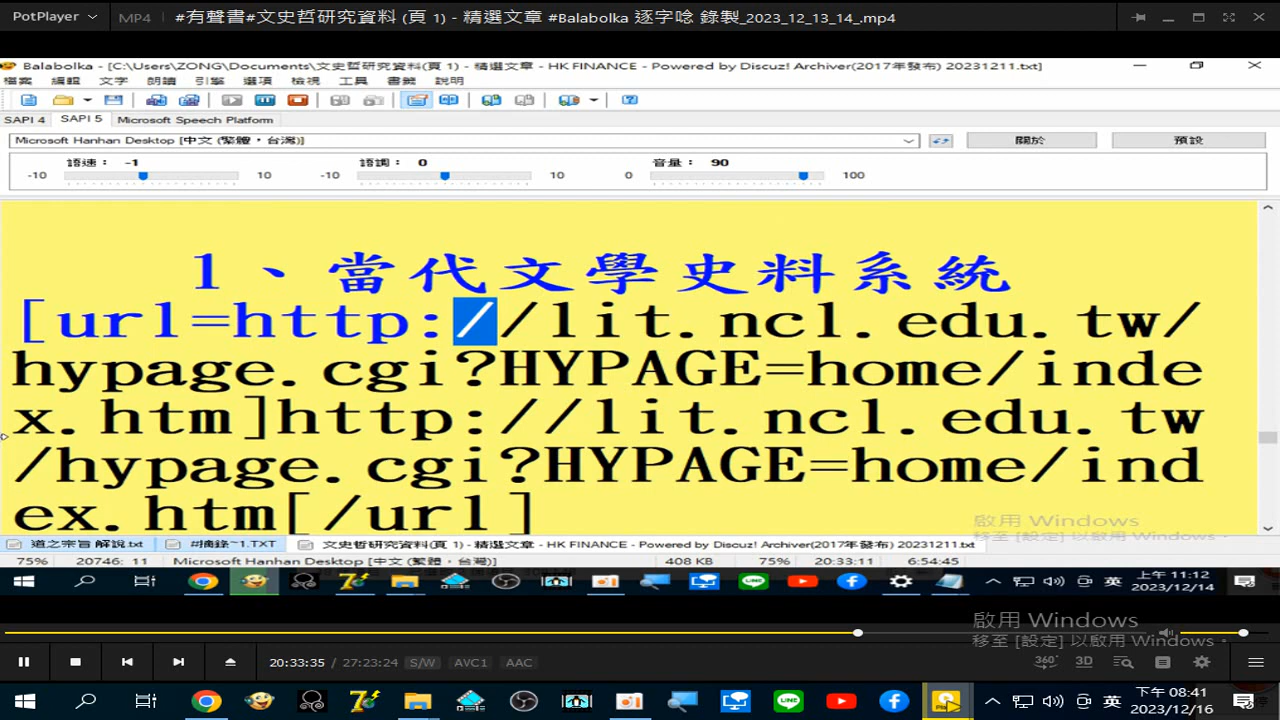 PotPlayer MP4 #有聲書#文史哲研究資料 (頁 1) - 精選文章 #Balabolka 逐字唸 錄製_2023_12_13_14_.mp4
Balabolka - [C:\Users\ZONG\Documents\文史哲研究資料(頁 1) - 精選文章 - HK FINANCE - Powered by Discuz! Archiver(2017年發布) 20231211.txt]
檔案 編輯 文字 朗讀 引擎 選項 檢視 工具 書籤 說明
SAPI 4 SAPI 5 Microsoft Speech Platform
Microsoft Hanhan Desktop [中文 (繁體，台灣)] 關於 預設
語速： -1 語調： 0 音量： 90
-10 10 -10 10 0 100
1、當代文學史料系統
[url=http://lit.ncl.edu.tw/
hypage.cgi?HYPAGE=home/inde
x.htm]http://lit.ncl.edu.tw
/hypage.cgi?HYPAGE=home/ind
ex.htm[/url]
啟用 Windows
移至 [設定] 以啟用 Windows。
道之宗旨 解說.txt #摘錄~1.TXT 文史哲研究資料(頁 1) - 精選文章 - HK FINANCE - Powered by Discuz! Archiver(2017年發布) 20231211.txt
75% 20746: 11 Microsoft Hanhan Desktop [中文 (繁體，台灣)] 408 KB 75% 20:33:11 6:54:45
英 上午 11:12
2023/12/14
啟用 Windows
移至 [設定] 以啟用 Windows。
20:33:35 / 27:23:24 S/W AVC1 AAC 360° 3D
英 下午 08:41
2023/12/16